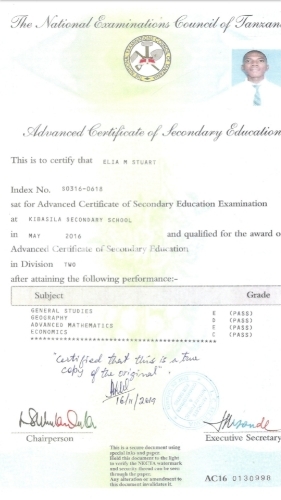 The National Examinations Council of Tanzan
Advanced Certificate of Secondary Education
This is to certify that ELIA M STUART
Index No. S0316-0618
sat for Advanced Certificate of Secondary Education Examination
at KIBASILA SECONDARY SCHOOL
in MAY 2016 and qualified for the award o
Advanced Certificate of Secondary Education.
in Division TWO
after attaining the following performance:-
Subject Grade
GENERAL STUDIES E (PASS)
GEOGRAPHY D (PASS)
ADVANCED MATHEMATICS E (PASS)
ECONOMICS C (PASS)
"Certified that this is a true
copy of the original".
16/11/2019
Chairperson
Executive Secretary
This is a secure document using
special inks and paper.
Hold this document to the light
to verify the NECTA watermark
and security thread can be seen
through the paper.
Any alteration or amendment to
this document invalidates it.
AC16 0130998